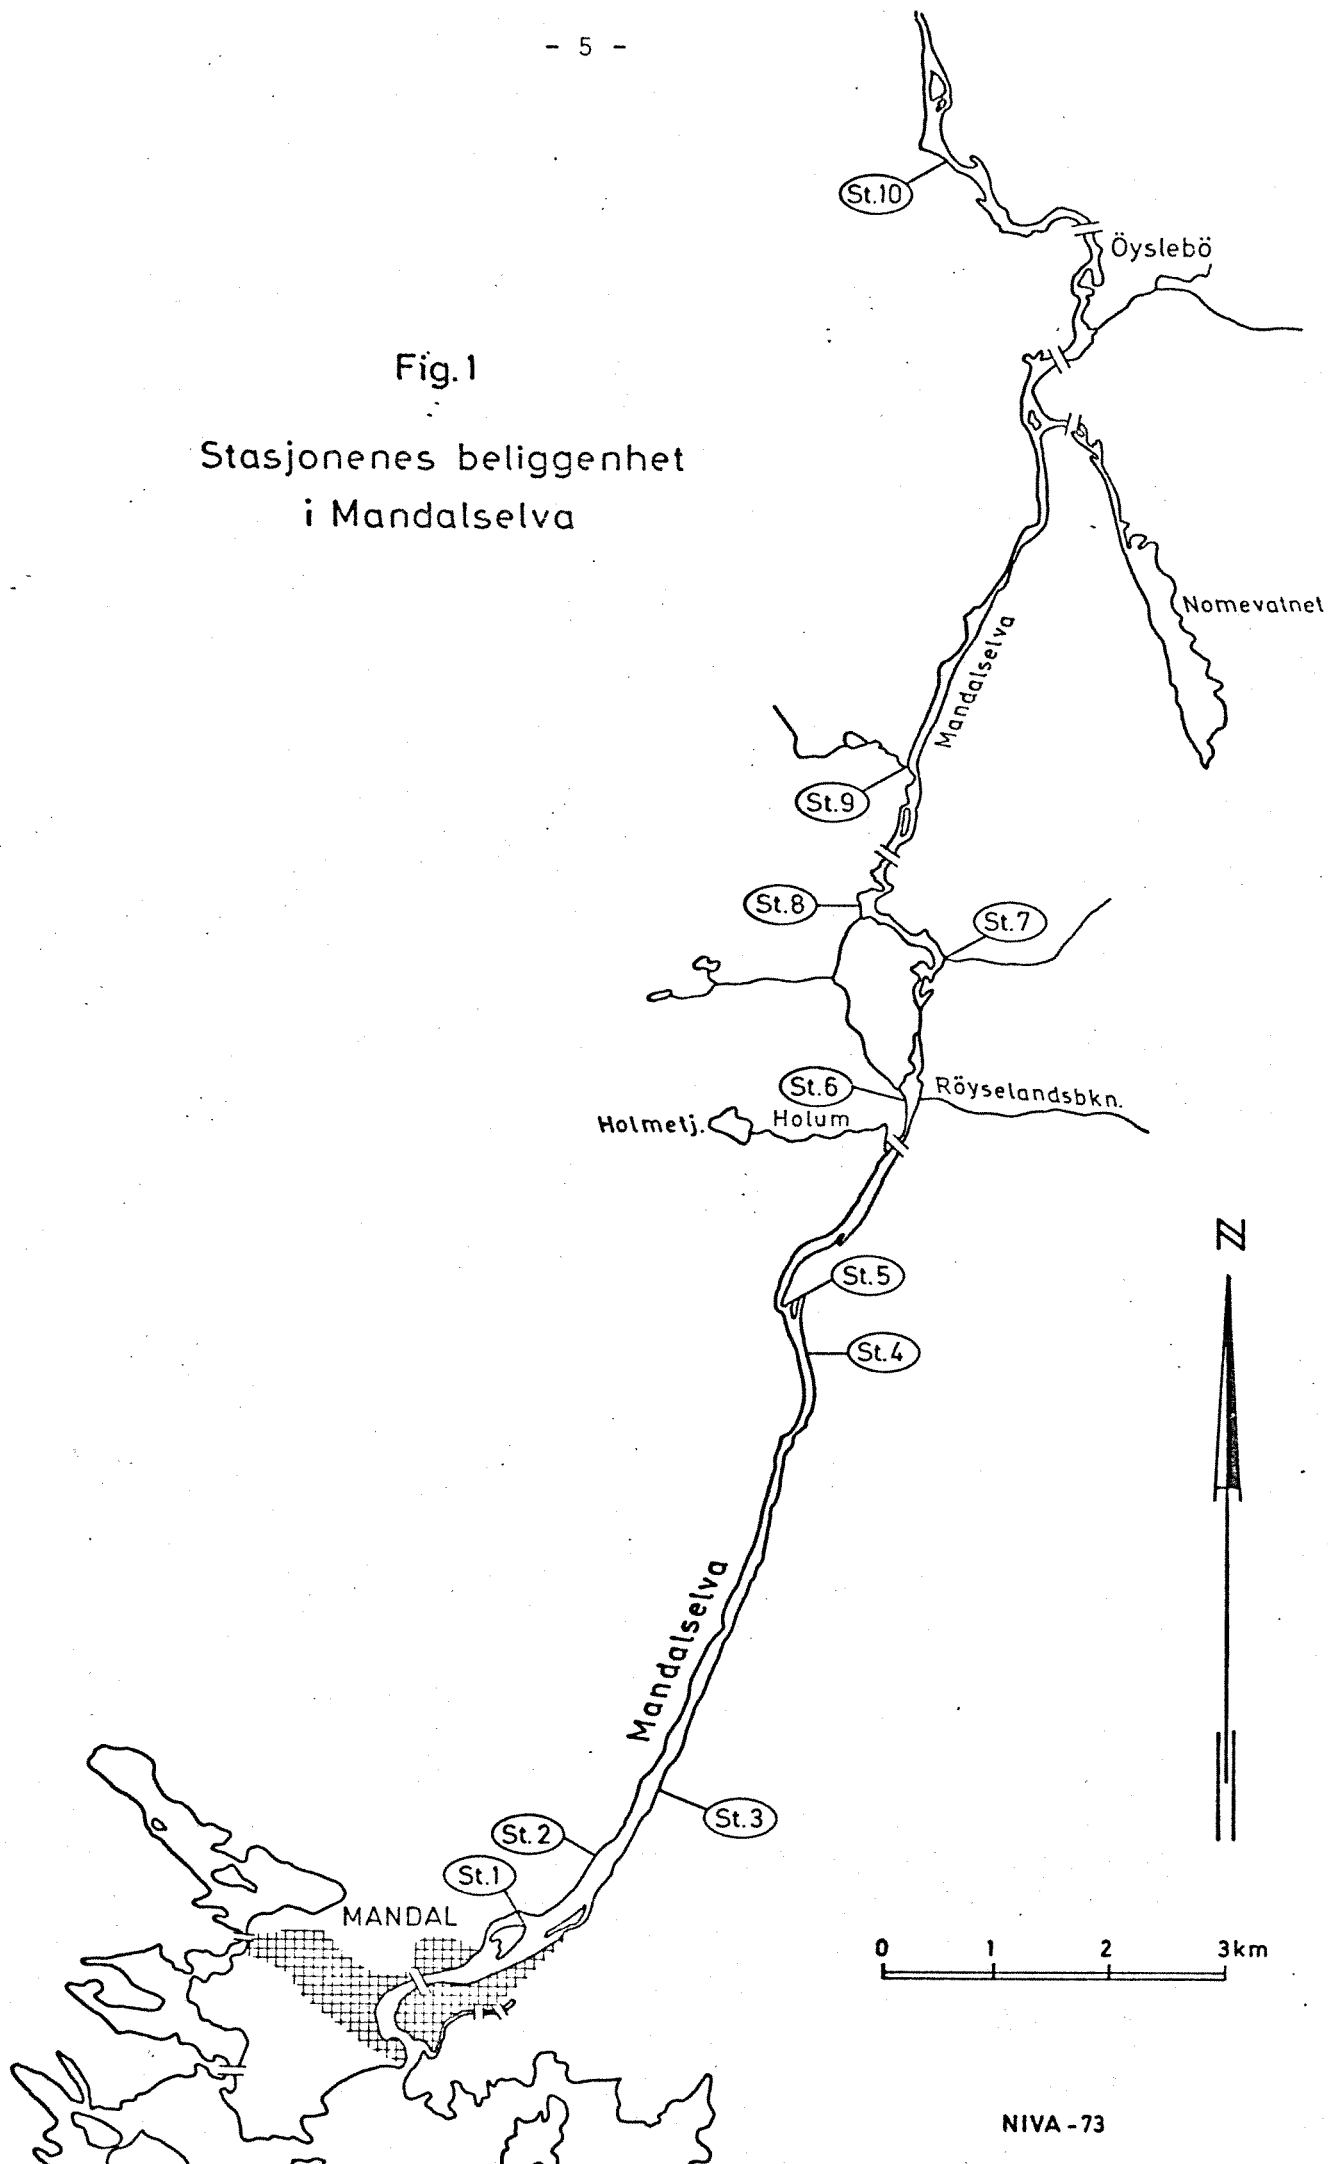 - 5 -
St.10
Öyslebö
Fig.1
Stasjonenes beliggenhet
i Mandalselva
Nomevatnet
Mandalselva
St.9
St.8
St.7
St.6
Röyselandsbkn.
Holmetj.
Holum
N
St.5
St.4
Mandalselva
St.3
St.2
St.1
MANDAL
0 1 2 3km
NIVA-73